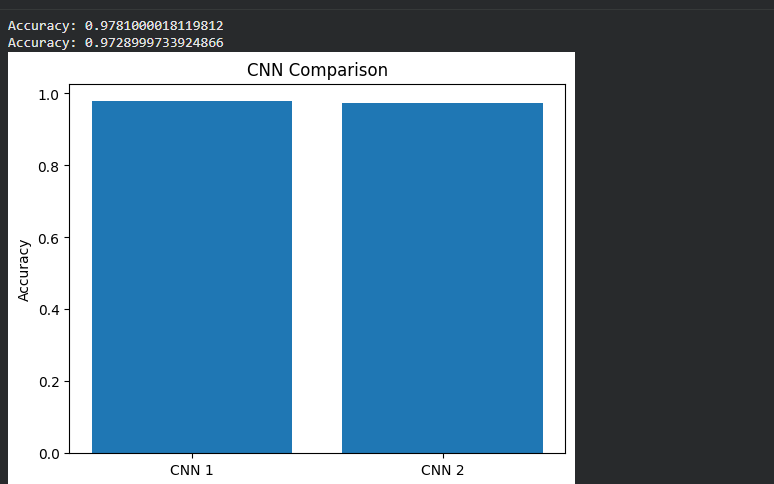 Accuracy: 0.9781000018119812
Accuracy: 0.9728999733924866
CNN Comparison
1.0
0.8
0.6
0.4
0.2
0.0
Accuracy
CNN 1 CNN 2